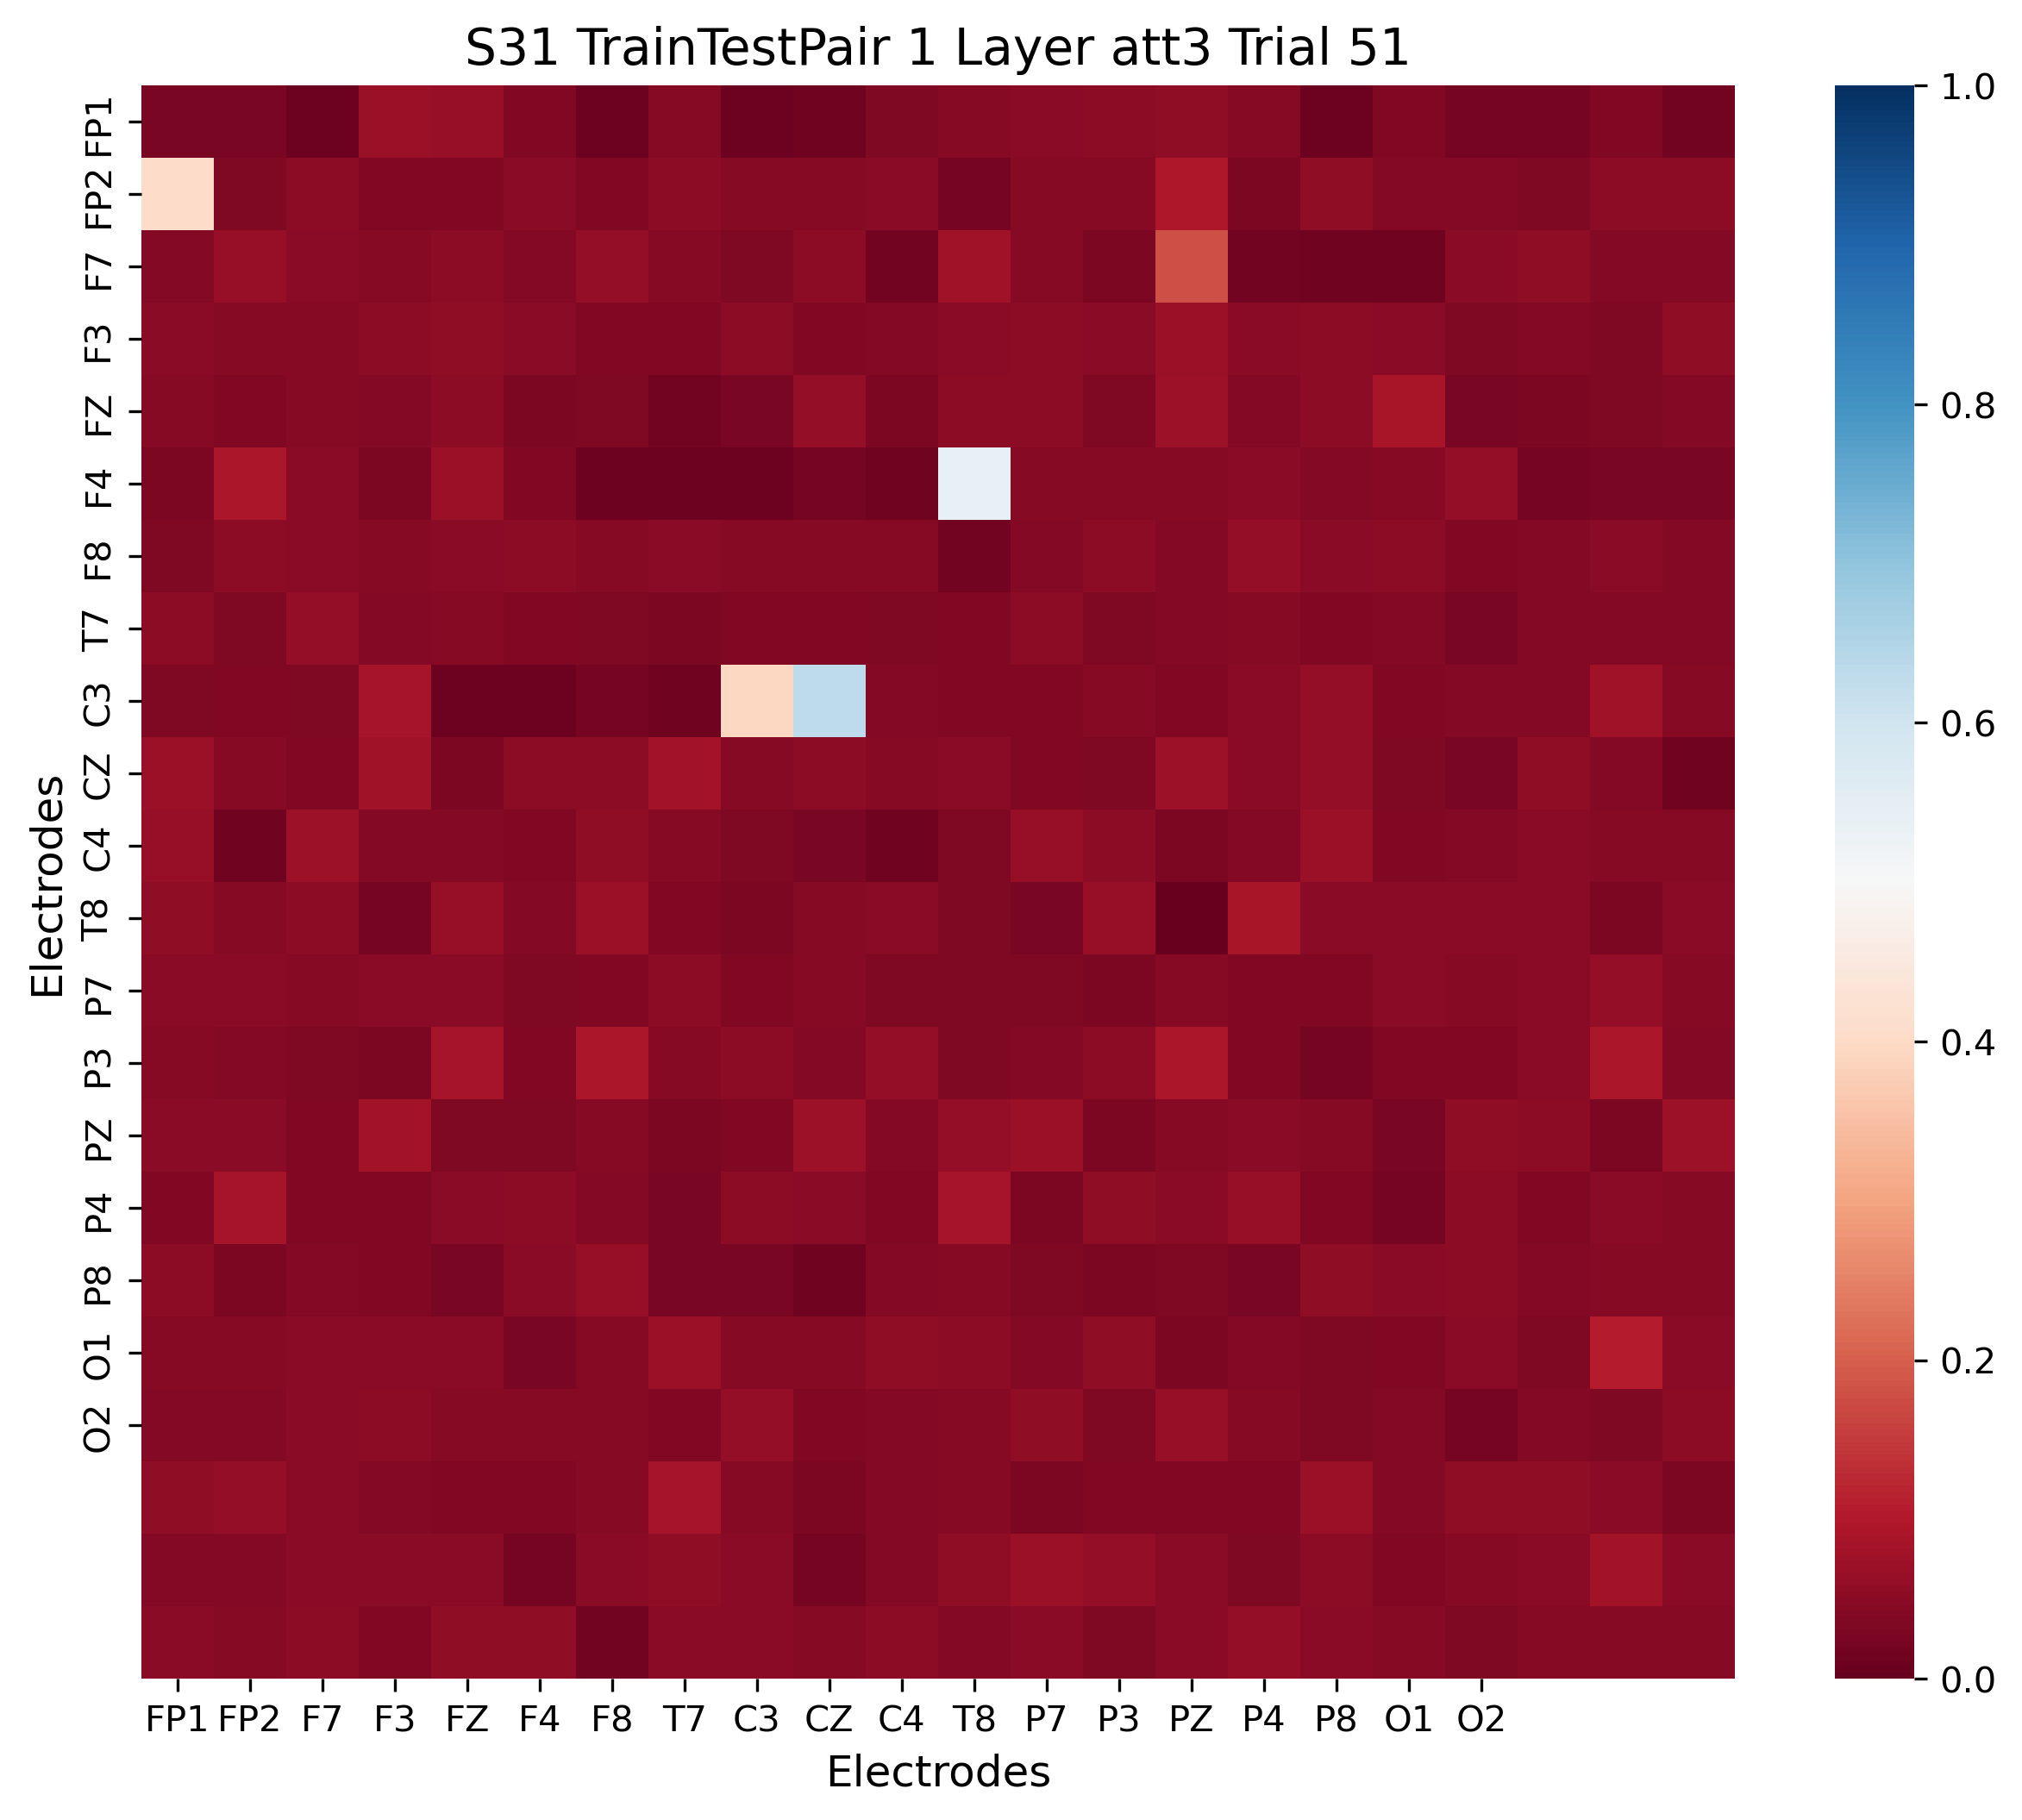 S31 TrainTestPair 1 Layer att3 Trial 51
Electrodes
FP1
FP2
F7
F3
FZ
F4
F8
T7
C3
CZ
C4
T8
P7
P3
PZ
P4
P8
O1
O2
FP1 FP2 F7 F3 FZ F4 F8 T7 C3 CZ C4 T8 P7 P3 PZ P4 P8 O1 O2
Electrodes
1.0
0.8
0.6
0.4
0.2
0.0